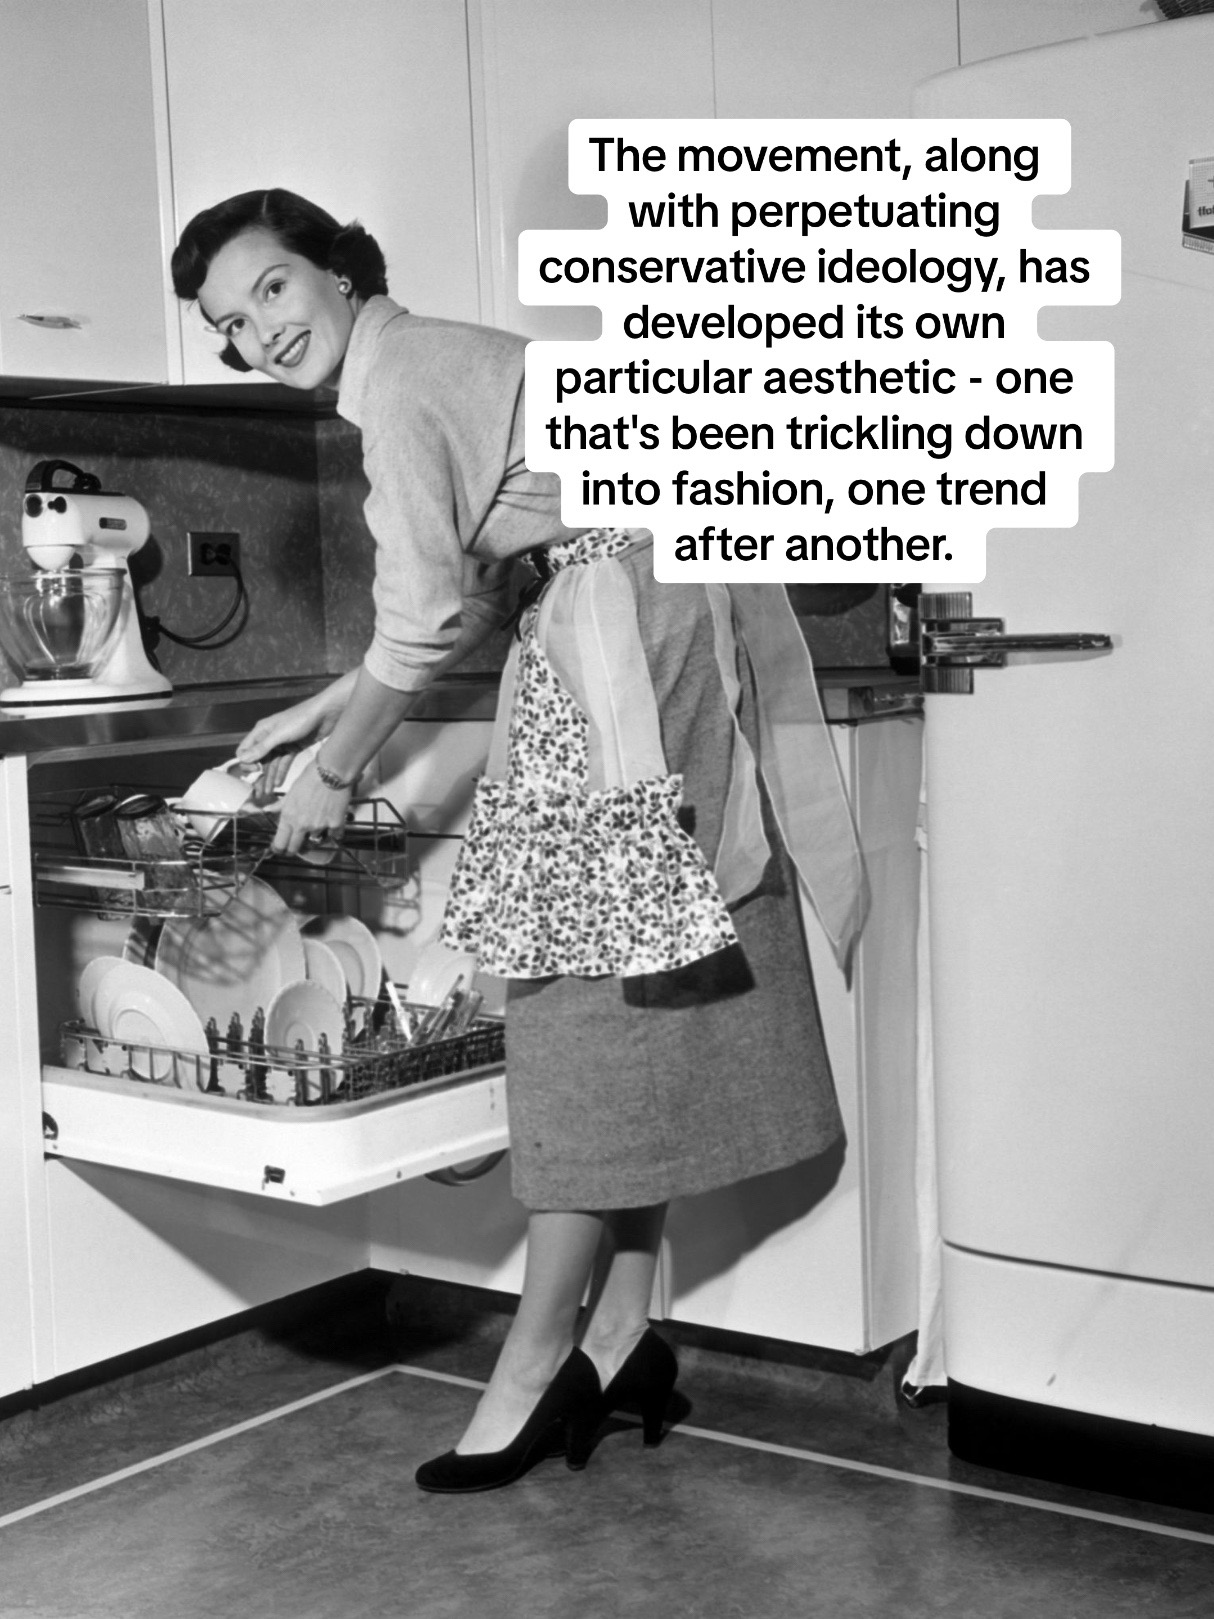 The movement, along
with perpetuating
conservative ideology, has
developed its own
particular aesthetic - one
that's been trickling down
into fashion, one trend
after another.